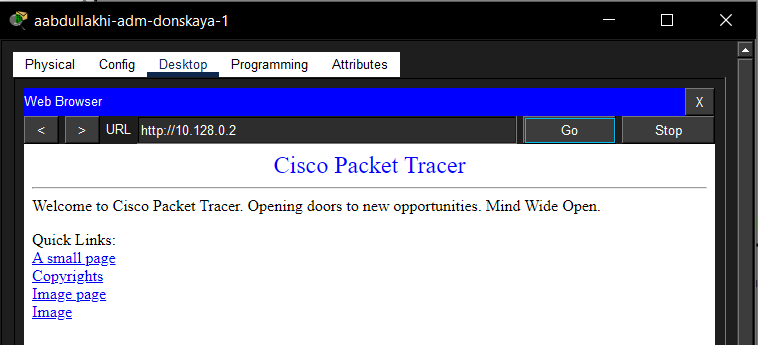 aabdullakhi-adm-donskaya-1
Physical Config Desktop Programming Attributes
Web Browser X
< > URL http://10.128.0.2 Go Stop
Cisco Packet Tracer
Welcome to Cisco Packet Tracer. Opening doors to new opportunities. Mind Wide Open.
Quick Links:
A small page
Copyrights
Image page
Image